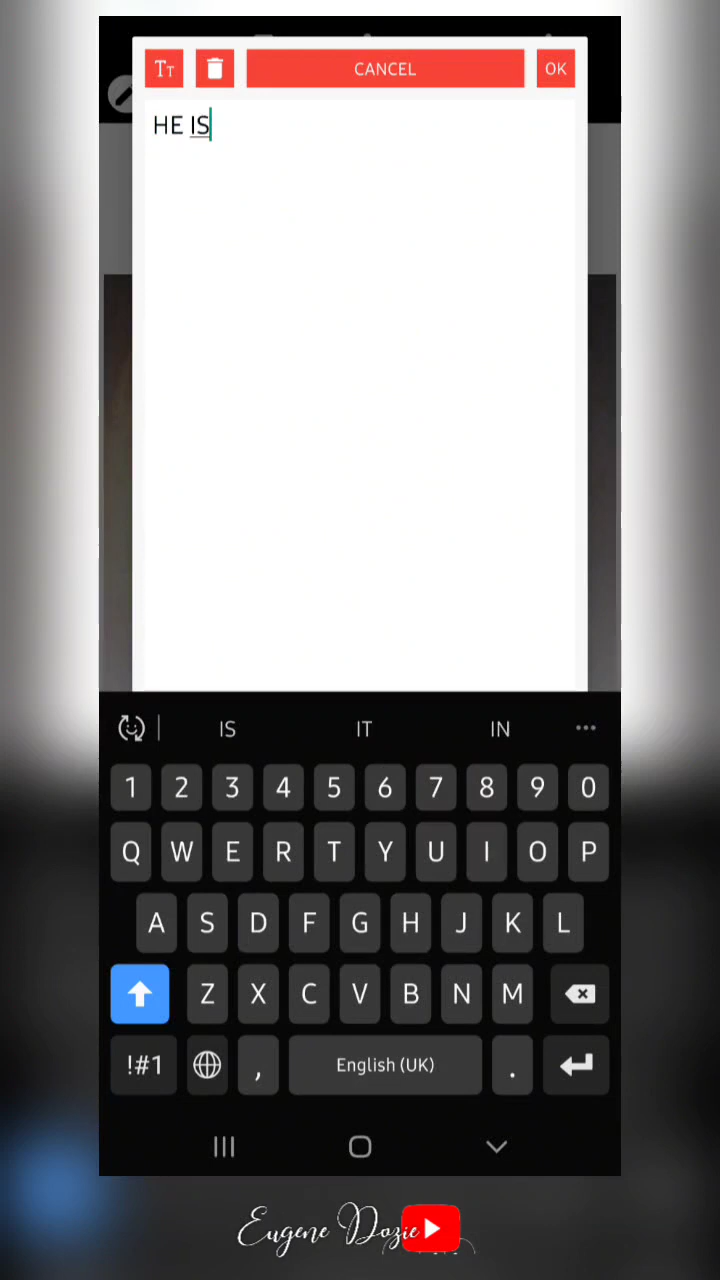 Tт CANCEL OK
HE IS
IS IT IN
1 2 3 4 5 6 7 8 9 0
Q W E R T Y U I O P
A S D F G H J K L
Z X C V B N M
!#1 , English (UK) .
Eugene Dozie